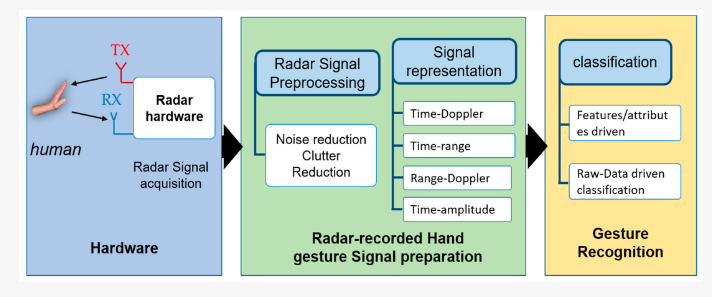 TX
RX
Radar
hardware
human
Radar Signal
acquisition
Hardware
Radar Signal
Preprocessing
Noise reduction
Clutter
Reduction
Signal
representation
Time-Doppler
Time-range
Range-Doppler
Time-amplitude
Radar-recorded Hand
gesture Signal preparation
classification
Features/attribut
es driven
Raw-Data driven
classification
Gesture
Recognition